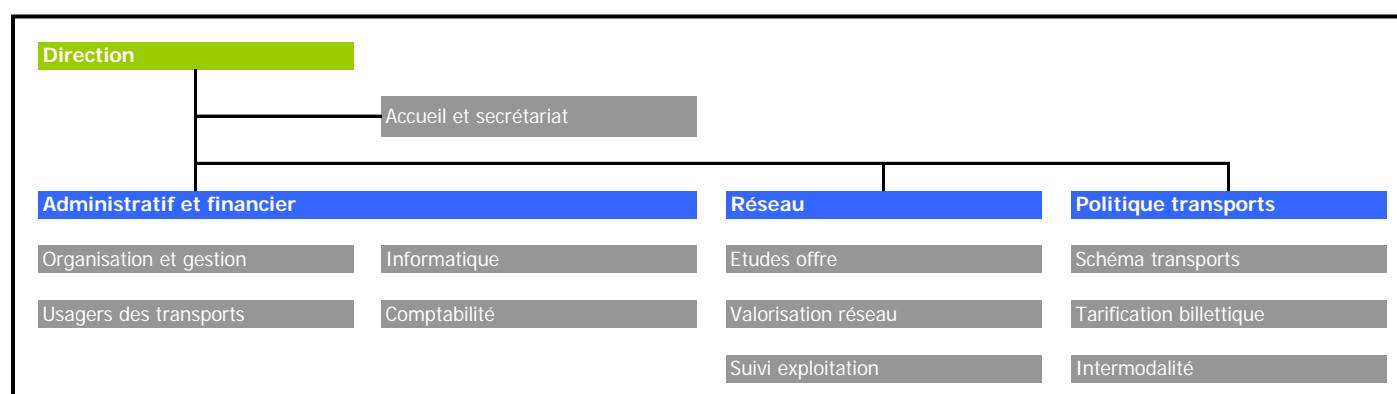 Direction
Accueil et secrétariat
Administratif et financier
Organisation et gestion
Informatique
Usagers des transports
Comptabilité
Réseau
Etudes offre
Valorisation réseau
Suivi exploitation
Politique transports
Schéma transports
Tarification billettique
Intermodalité